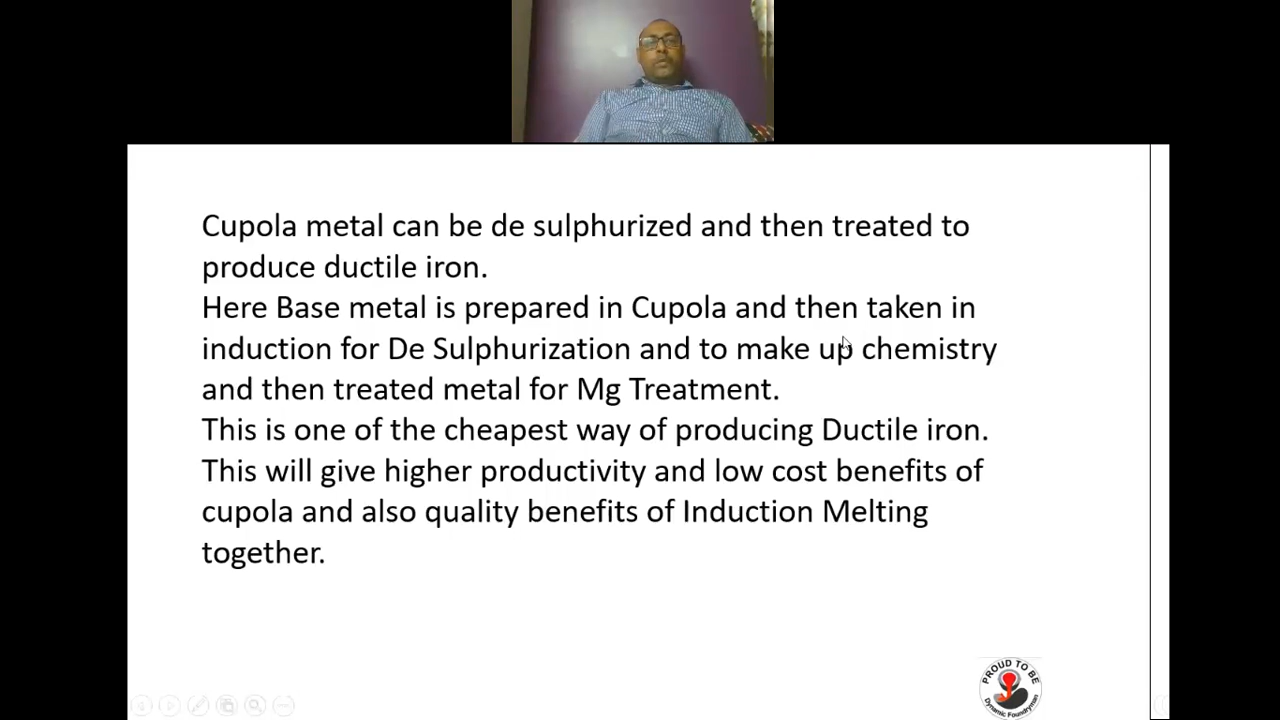 Cupola metal can be de sulphurized and then treated to
produce ductile iron.
Here Base metal is prepared in Cupola and then taken in
induction for De Sulphurization and to make up chemistry
and then treated metal for Mg Treatment.
This is one of the cheapest way of producing Ductile iron.
This will give higher productivity and low cost benefits of
cupola and also quality benefits of Induction Melting
together.
PROUD TO BE
Dynamic Foundryman